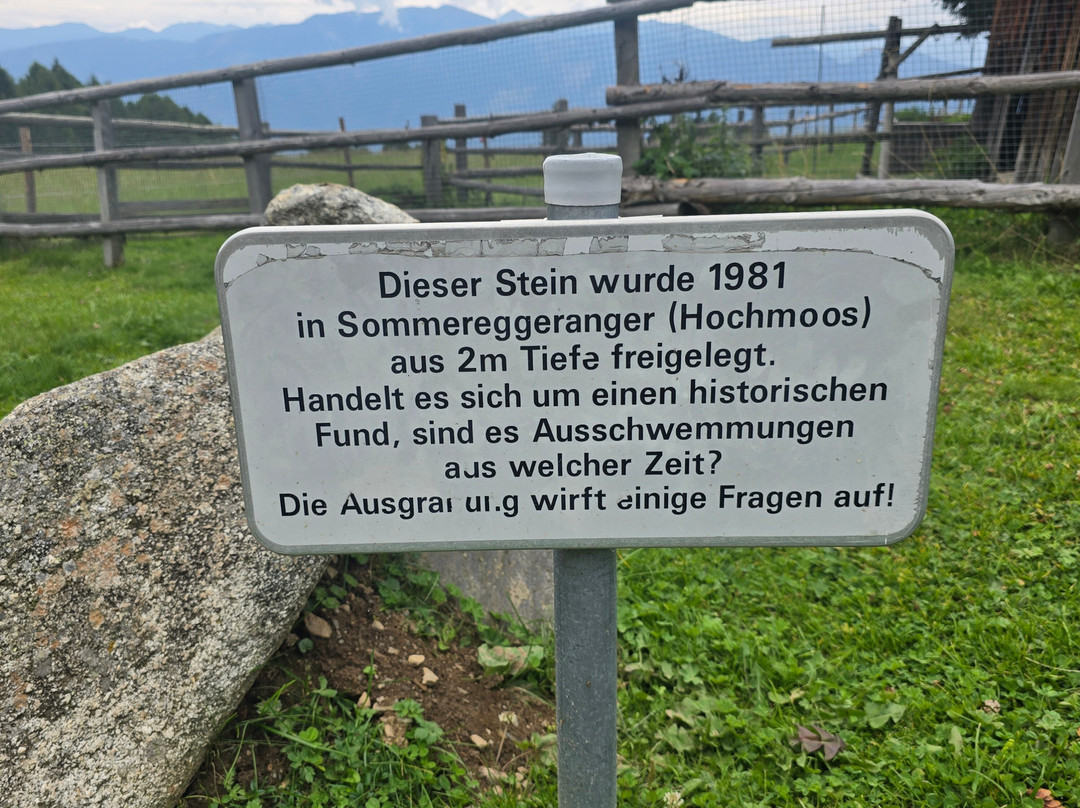 Dieser Stein wurde 1981
in Sommereggeranger (Hochmoos)
aus 2m Tiefe freigelegt.
Handelt es sich um einen historischen
Fund, sind es Ausschwemmungen
aus welcher Zeit?
Die Ausgrabung wirft einige Fragen auf!